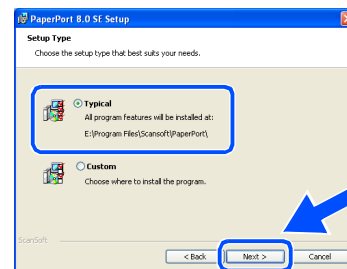 PaperPort 8.0 SE Setup
Setup Type
Choose the setup type that best suits your needs.
Typical
All program features will be installed at:
E:\Program Files\Scansoft\PaperPort\
Custom
Choose where to install the program.
ScanSoft
< Back
Next >
Cancel